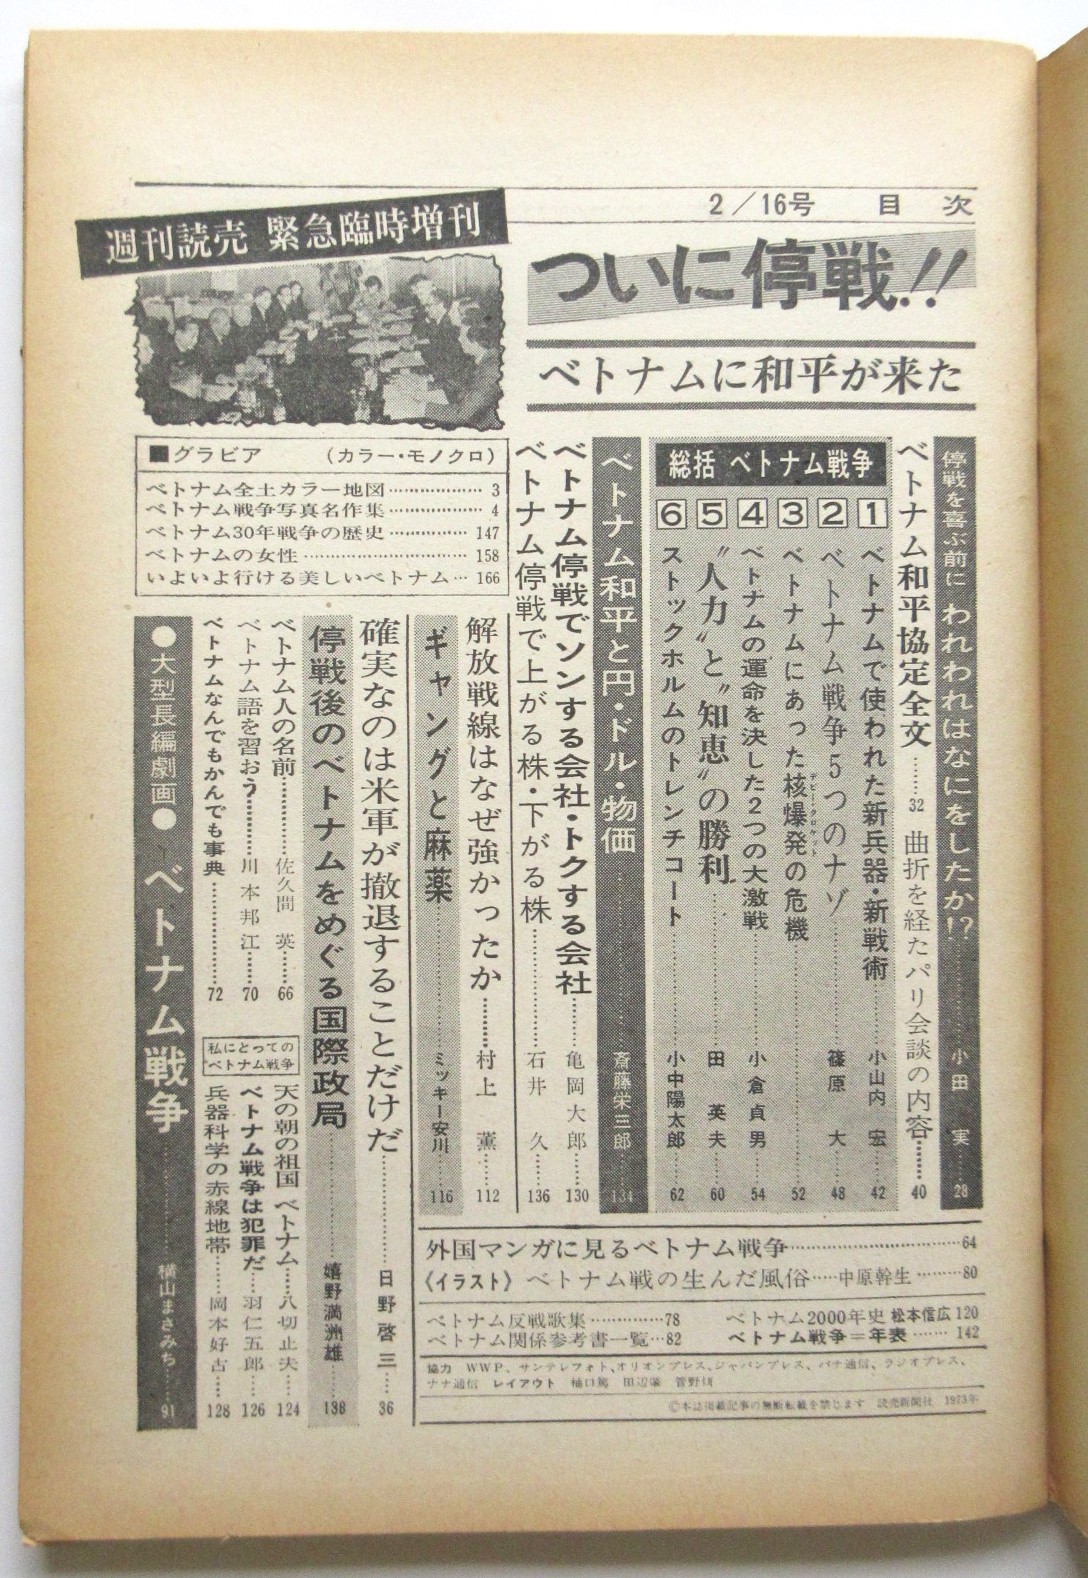 2／16号　目　次
週刊読売 緊急臨時増刊
ついに停戦!!
ベトナムに和平が来た
停戦を喜ぶ前に われわれはなにをしたか!?……小田　実……28
ベトナム和平協定全文……32 曲折を経たパリ会談の内容……40
総括 ベトナム戦争
1 ベトナムで使われた新兵器・新戦術……小山内 宏……42
2 ベトナム戦争5つのナゾ……篠原　大……48
3 ベトナムにあった核爆発の危機……52
デビー・クロケット
4 ベトナムの運命を決した2つの大激戦……小倉貞男……54
5 〝人力〟と〝知恵〟の勝利……田　英夫……60
6 ストックホルムのトレンチコート……小中陽太郎……62
ベトナム和平と円・ドル・物価……斎藤栄三郎……134
ベトナム停戦でソンする会社・トクする会社……亀岡大郎……130
ベトナム停戦で上がる株・下がる株……石井　久……136
■グラビア　（カラー・モノクロ）
ベトナム全土カラー地図……3
ベトナム戦争写真名作集……4
ベトナム30年戦争の歴史……147
ベトナムの女性……158
いよいよ行ける美しいベトナム…166
解放戦線はなぜ強かったか……村上　薫……112
ギャングと麻薬……ミッキー安川……116
確実なのは米軍が撤退することだけだ……日野啓三……36
停戦後のベトナムをめぐる国際政局……嬉野満洲雄……138
ベトナム人の名前……佐久間　英……66
ベトナム語を習おう……川本邦江……70
ベトナムなんでもかんでも事典……72
私にとっての
ベトナム戦争
天の朝の祖国 ベトナム……八切止夫……124
ベトナム戦争は犯罪だ……羽仁五郎……126
兵器科学の赤線地帯……岡本好古……128
●大型長編劇画● ベトナム戦争……横山まさみち……91
外国マンガに見るベトナム戦争……64
《イラスト》 ベトナム戦の生んだ風俗……中原幹生……80
ベトナム反戦歌集……78
ベトナム関係参考書一覧…82
ベトナム2000年史 松本信広 120
ベトナム戦争＝年表……142
協力　WWP、サンテレフォト、オリオンプレス、ジャパンプレス、パナ通信、ラジオプレス、
ナナ通信　レイアウト　樋口篤　田辺　菅野
©本誌掲載記事の無断転載を禁じます　読売新聞社　1973年